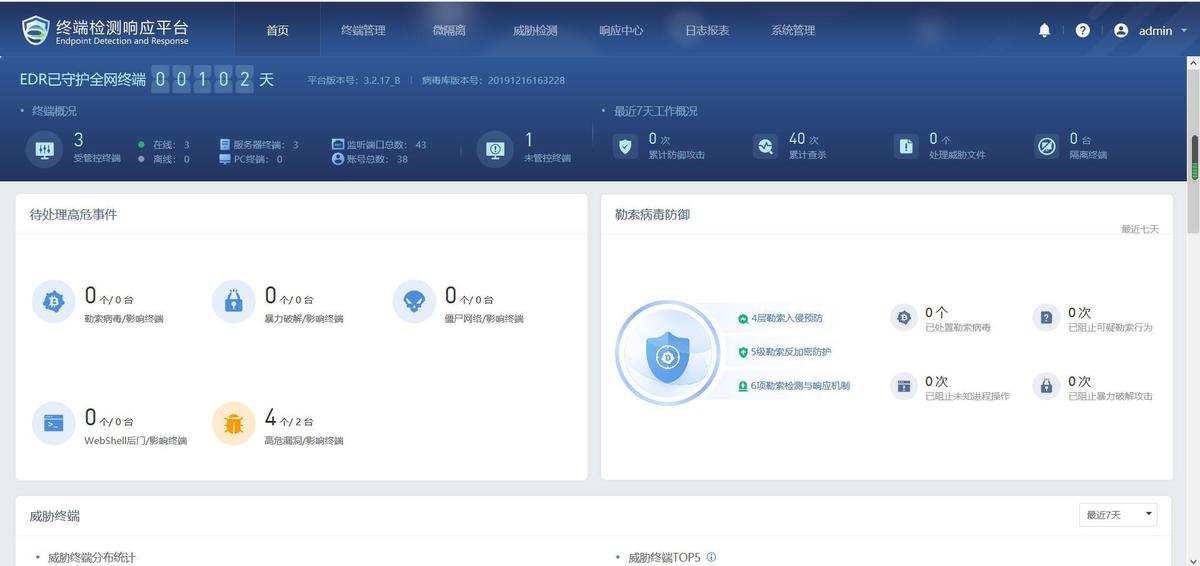 终端检测响应平台
Endpoint Detection and Response
首页
终端管理
微隔离
威胁检测
响应中心
日志报表
系统管理
admin
EDR已守护全网终端 00102 天
平台版本号：3.2.17_B | 病毒库版本号：20191216163228
终端概况
3
受管控终端
在线：3
离线：0
服务器终端：3
PC终端：0
监听端口总数：43
账号总数：38
1
未管控终端
最近7天工作概况
0 次
累计防御攻击
40 次
累计查杀
0 个
处理威胁文件
0 台
隔离终端
待处理高危事件
0 个/ 0 台
勒索病毒/影响终端
0 个/ 0 台
暴力破解/影响终端
0 个/ 0 台
僵尸网络/影响终端
0 个/ 0 台
WebShell后门/影响终端
4 个/ 2 台
高危漏洞/影响终端
勒索病毒防御
最近七天
4层勒索入侵预防
5级勒索反加密防护
6项勒索检测与响应机制
0 个
已处置勒索病毒
0 次
已阻止可疑勒索行为
0 次
已阻止未知进程操作
0 次
已阻止暴力破解攻击
威胁终端
最近7天
威胁终端分布统计
威胁终端TOP5